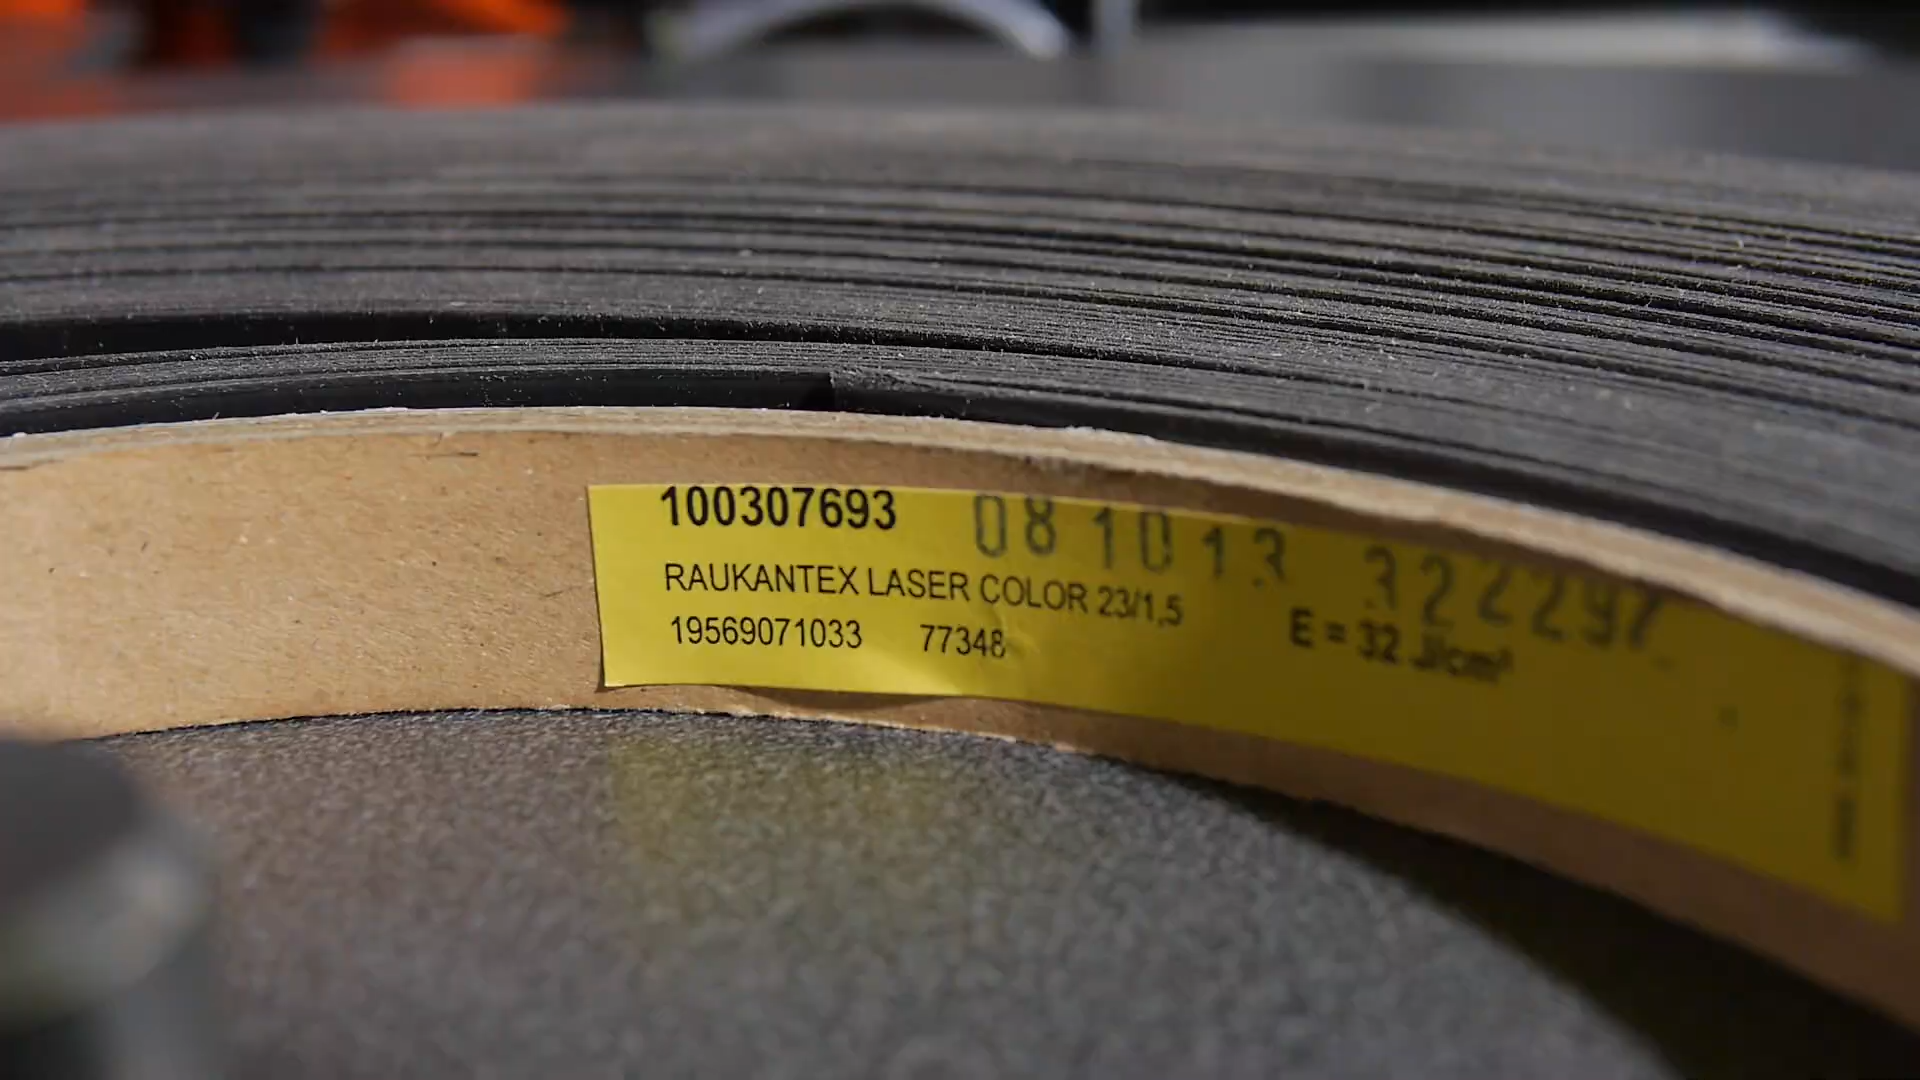 100307693 081013 322297
RAUKANTEX LASER COLOR 23/1,5
19569071033 77348 E = 32 J/cm²